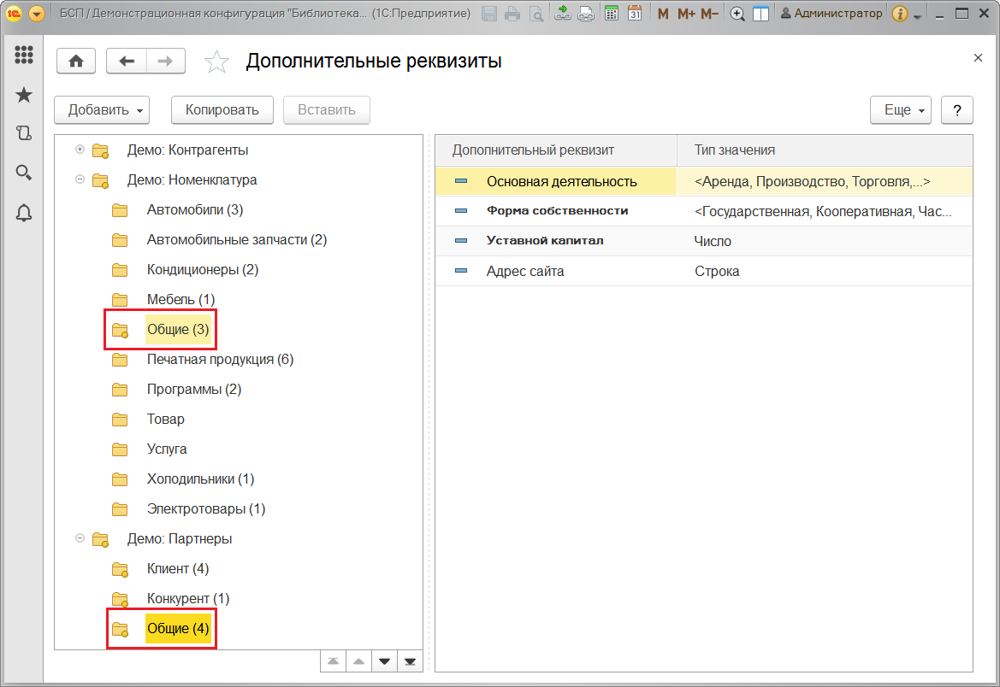 БСП / Демонстрационная конфигурация "Библиотека... (1С:Предприятие)
31
M M+ M-
Администратор
Дополнительные реквизиты
Добавить
Копировать
Вставить
Еще
?
Демо: Контрагенты
Демо: Номенклатура
Автомобили (3)
Автомобильные запчасти (2)
Кондиционеры (2)
Мебель (1)
Общие (3)
Печатная продукция (6)
Программы (2)
Товар
Услуга
Холодильники (1)
Электротовары (1)
Демо: Партнеры
Клиент (4)
Конкурент (1)
Общие (4)
Дополнительный реквизит Тип значения
Основная деятельность <Аренда, Производство, Торговля,...>
Форма собственности <Государственная, Кооперативная, Час...
Уставной капитал Число
Адрес сайта Строка